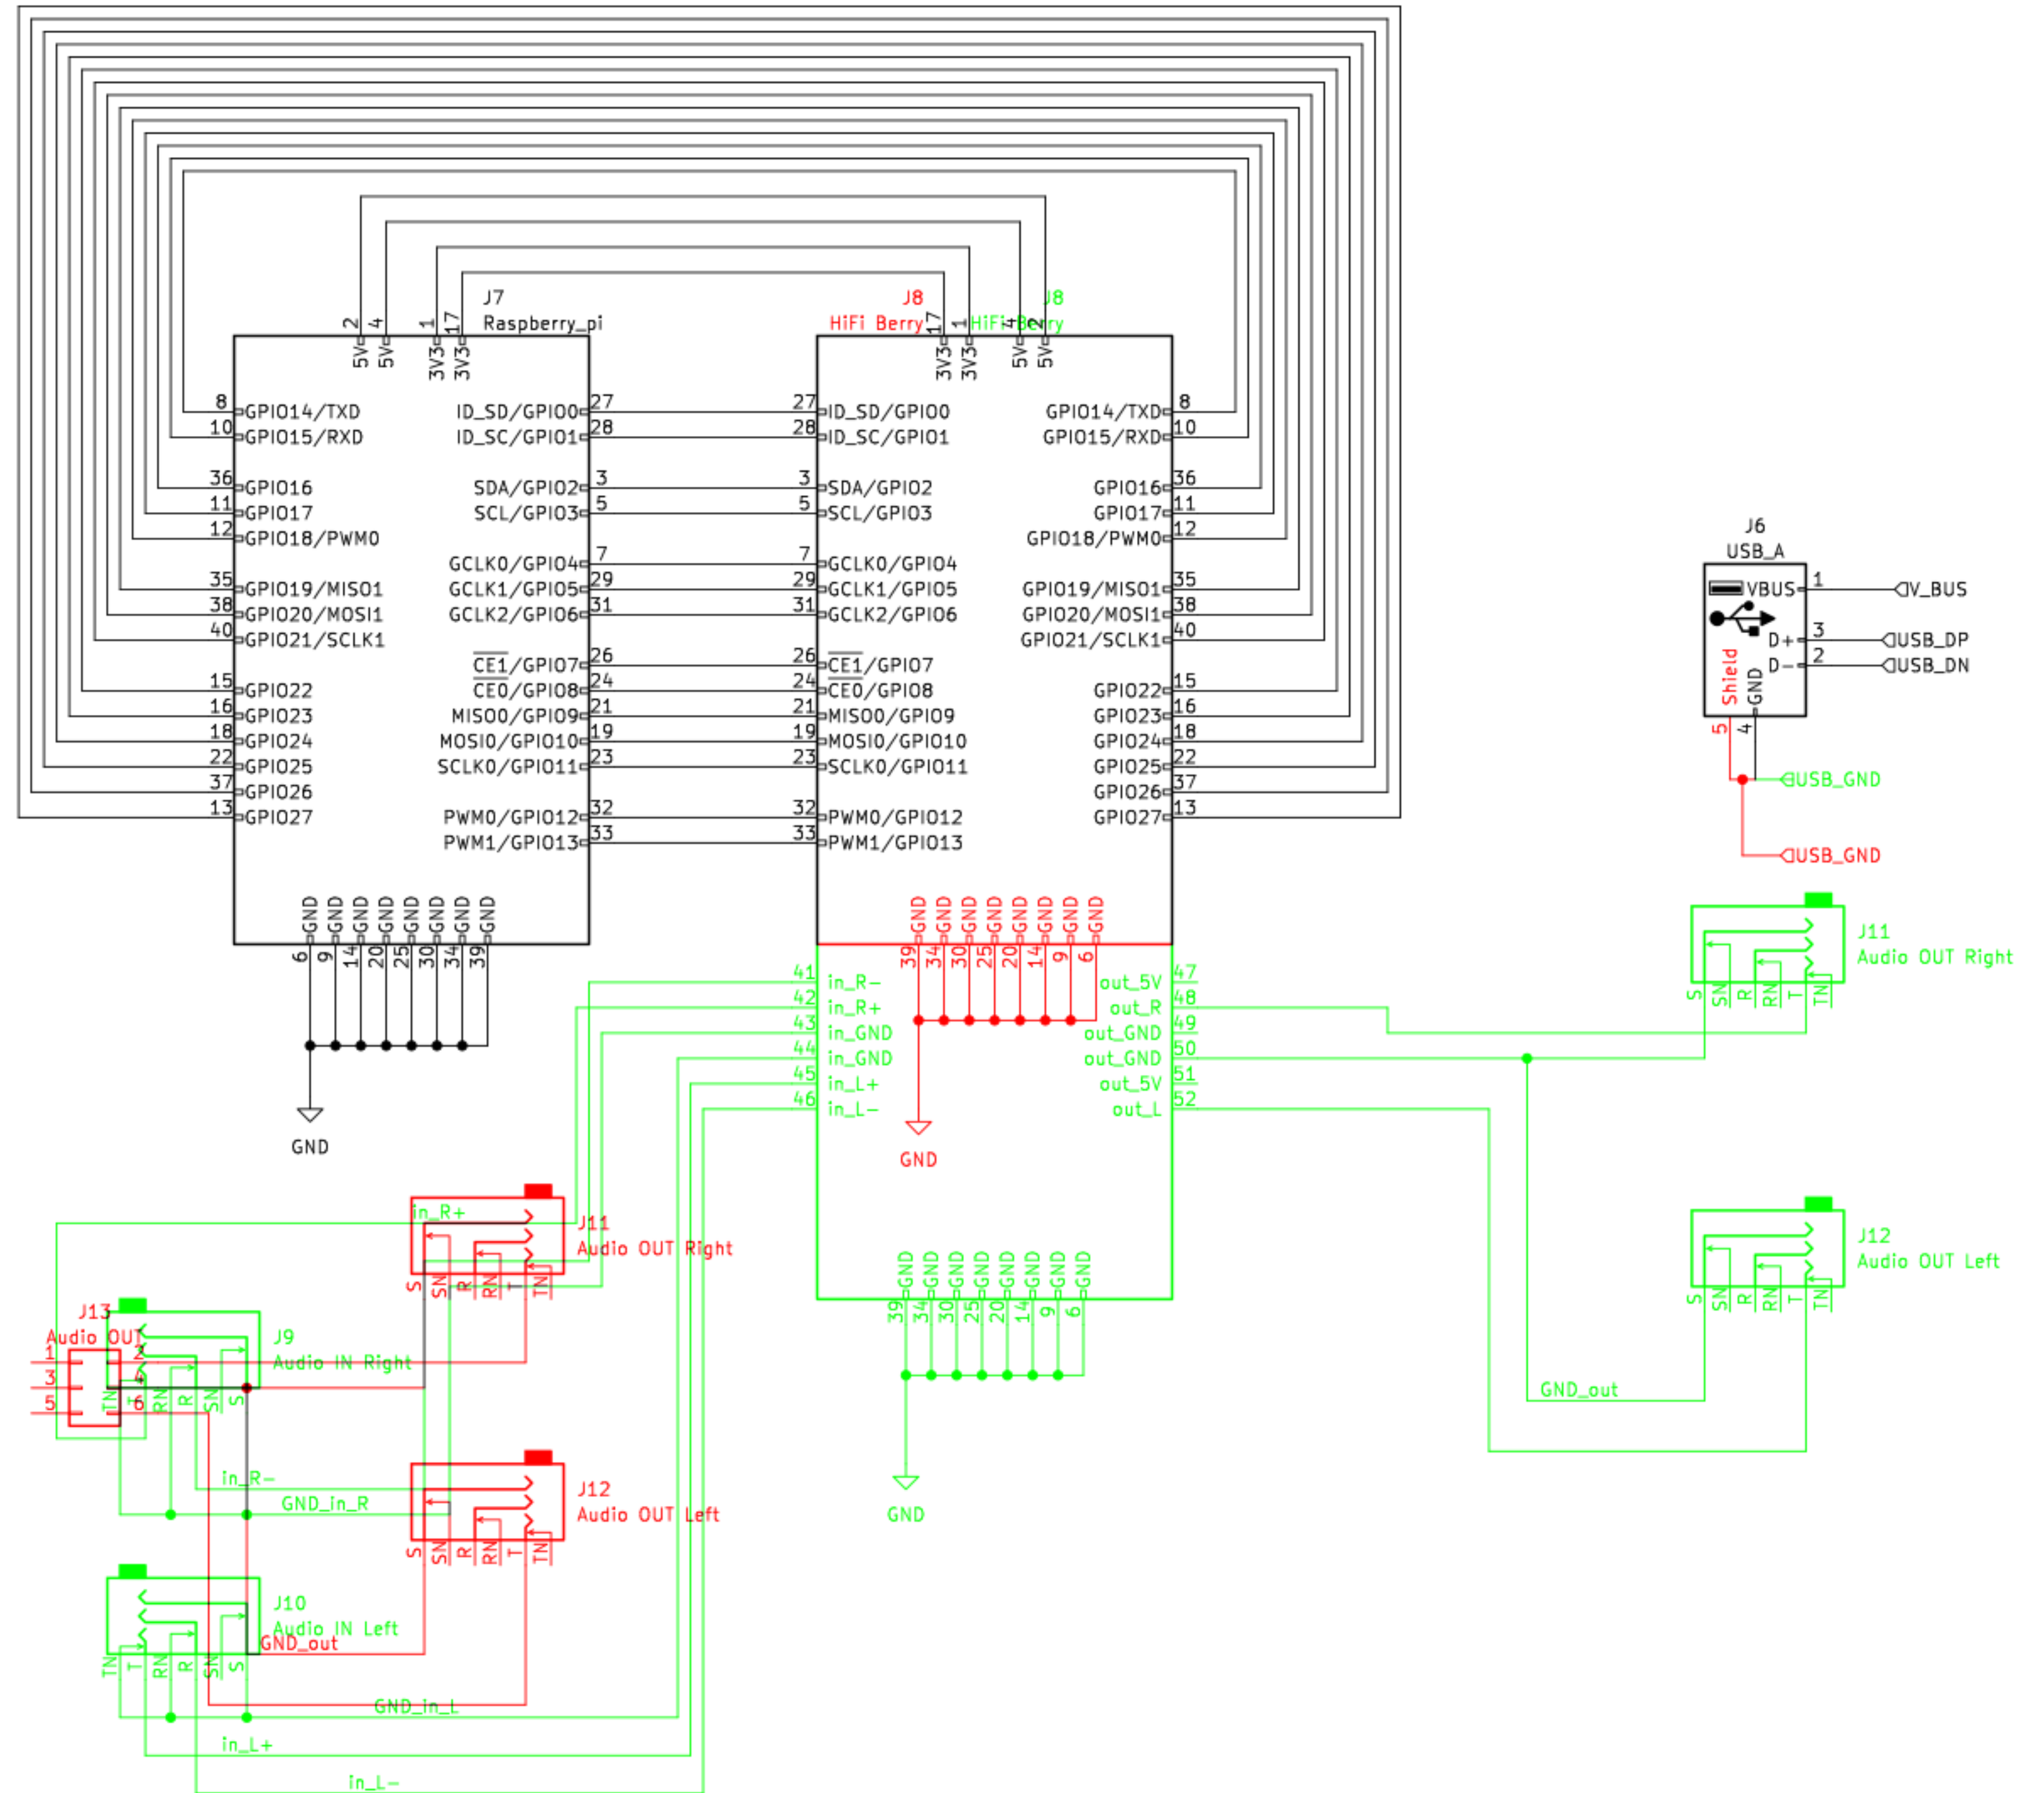 J7
Raspberry_pi
2
4
1
17
5V
5V
3V3
3V3
8
GPIO14/TXD
10
GPIO15/RXD
36
GPIO16
11
GPIO17
12
GPIO18/PWM0
35
GPIO19/MISO1
38
GPIO20/MOSI1
40
GPIO21/SCLK1
15
GPIO22
16
GPIO23
18
GPIO24
22
GPIO25
37
GPIO26
13
GPIO27
ID_SD/GPIO0
27
ID_SC/GPIO1
28
SDA/GPIO2
3
SCL/GPIO3
5
GCLK0/GPIO4
7
GCLK1/GPIO5
29
GCLK2/GPIO6
31
CE1/GPIO7
26
CE0/GPIO8
24
MISO0/GPIO9
21
MOSI0/GPIO10
19
SCLK0/GPIO11
23
PWM0/GPIO12
32
PWM1/GPIO13
33
GND
GND
GND
GND
GND
GND
GND
GND
6
9
14
20
25
30
34
39
GND
J8
HiFi Berry
J8
HiFi Berry
17
1
4
2
3V3
3V3
5V
5V
27
ID_SD/GPIO0
28
ID_SC/GPIO1
3
SDA/GPIO2
5
SCL/GPIO3
7
GCLK0/GPIO4
29
GCLK1/GPIO5
31
GCLK2/GPIO6
26
CE1/GPIO7
24
CE0/GPIO8
21
MISO0/GPIO9
19
MOSI0/GPIO10
23
SCLK0/GPIO11
32
PWM0/GPIO12
33
PWM1/GPIO13
GPIO14/TXD
8
GPIO15/RXD
10
GPIO16
36
GPIO17
11
GPIO18/PWM0
12
GPIO19/MISO1
35
GPIO20/MOSI1
38
GPIO21/SCLK1
40
GPIO22
15
GPIO23
16
GPIO24
18
GPIO25
22
GPIO26
37
GPIO27
13
GND
GND
GND
GND
GND
GND
GND
GND
39
34
30
25
20
14
9
6
GND
41
in_R-
42
in_R+
43
in_GND
44
in_GND
45
in_L+
46
in_L-
out_5V
47
out_R
48
out_GND
49
out_GND
50
out_5V
51
out_L
52
GND
GND
GND
GND
GND
GND
GND
GND
39
34
30
25
20
14
9
6
GND
J6
USB_A
VBUS
1
V_BUS
D+
3
USB_DP
D-
2
USB_DN
Shield
GND
5
4
USB_GND
USB_GND
J11
Audio OUT Right
S
SN
R
RN
T
TN
J12
Audio OUT Left
S
SN
R
RN
T
TN
GND_out
in_R+
J11
Audio OUT Right
S
SN
R
RN
T
TN
J13
Audio OUT
1
2
3
4
5
6
J9
Audio IN Right
TN
T
RN
R
SN
S
in_R-
GND_in_R
J12
Audio OUT Left
S
SN
R
RN
T
TN
J10
Audio IN Left
GND_out
TN
T
RN
R
SN
S
GND_in_L
in_L+
in_L-